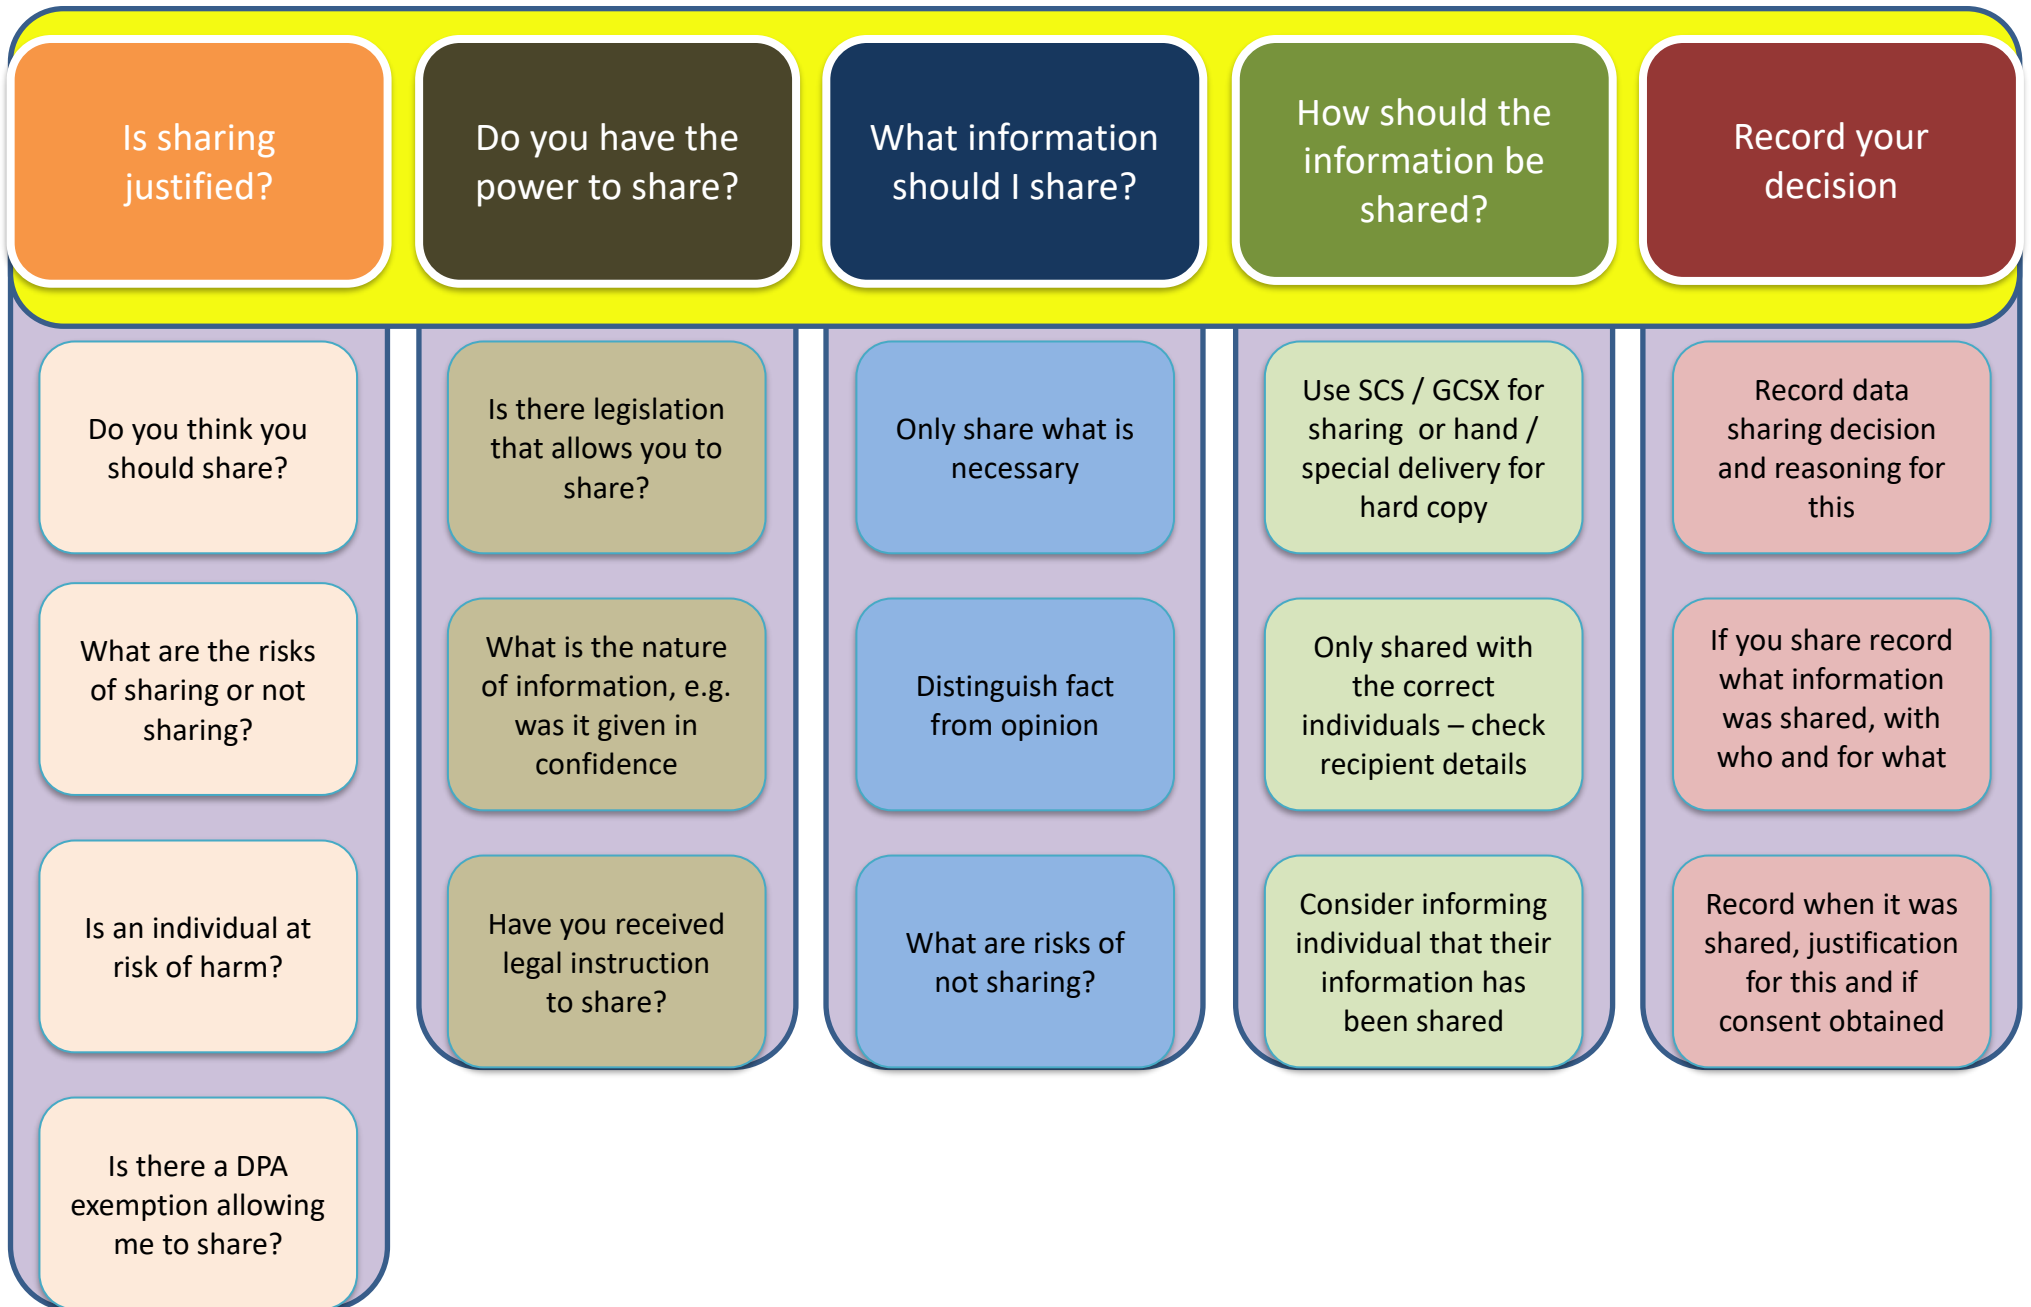 Is sharing
justified?
Do you have the
power to share?
What information
should I share?
How should the
information be
shared?
Record your
decision
Do you think you
should share?
What are the risks
of sharing or not
sharing?
Is an individual at
risk of harm?
Is there a DPA
exemption allowing
me to share?
Is there legislation
that allows you to
share?
What is the nature
of information, e.g.
was it given in
confidence
Have you received
legal instruction
to share?
Only share what is
necessary
Distinguish fact
from opinion
What are risks of
not sharing?
Use SCS / GCSX for
sharing or hand /
special delivery for
hard copy
Only shared with
the correct
individuals – check
recipient details
Consider informing
individual that their
information has
been shared
Record data
sharing decision
and reasoning for
this
If you share record
what information
was shared, with
who and for what
Record when it was
shared, justification
for this and if
consent obtained